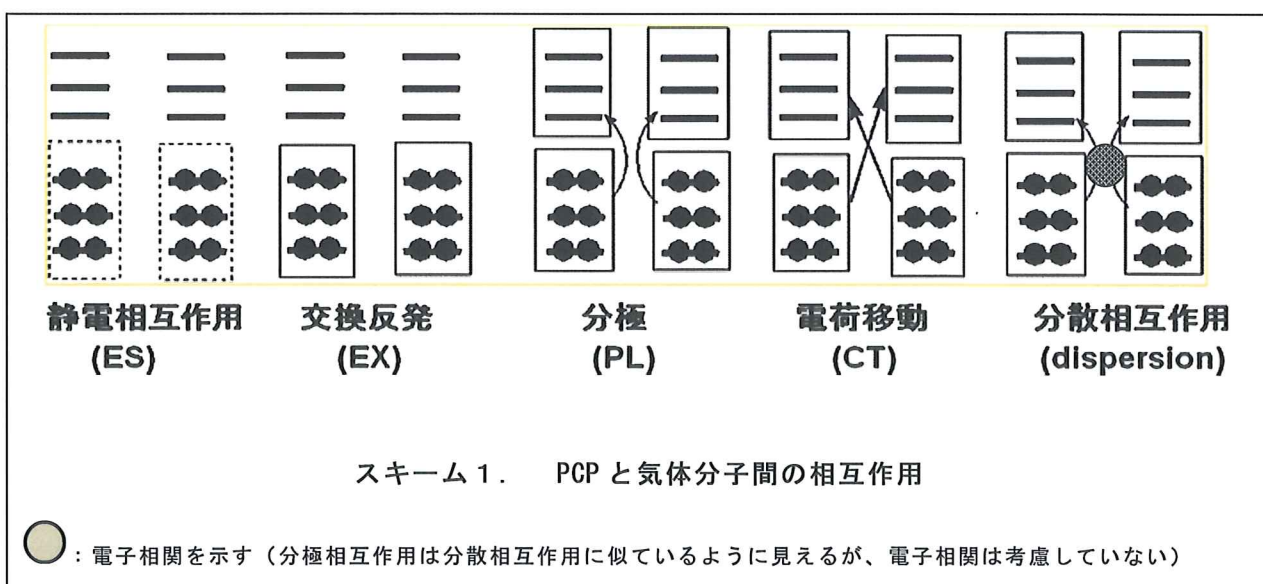 静電相互作用 交換反発 分極 電荷移動 分散相互作用
(ES) (EX) (PL) (CT) (dispersion)
スキーム1. PCPと気体分子間の相互作用
:電子相関を示す(分極相互作用は分散相互作用に似ているように見えるが、電子相関は考慮していない)